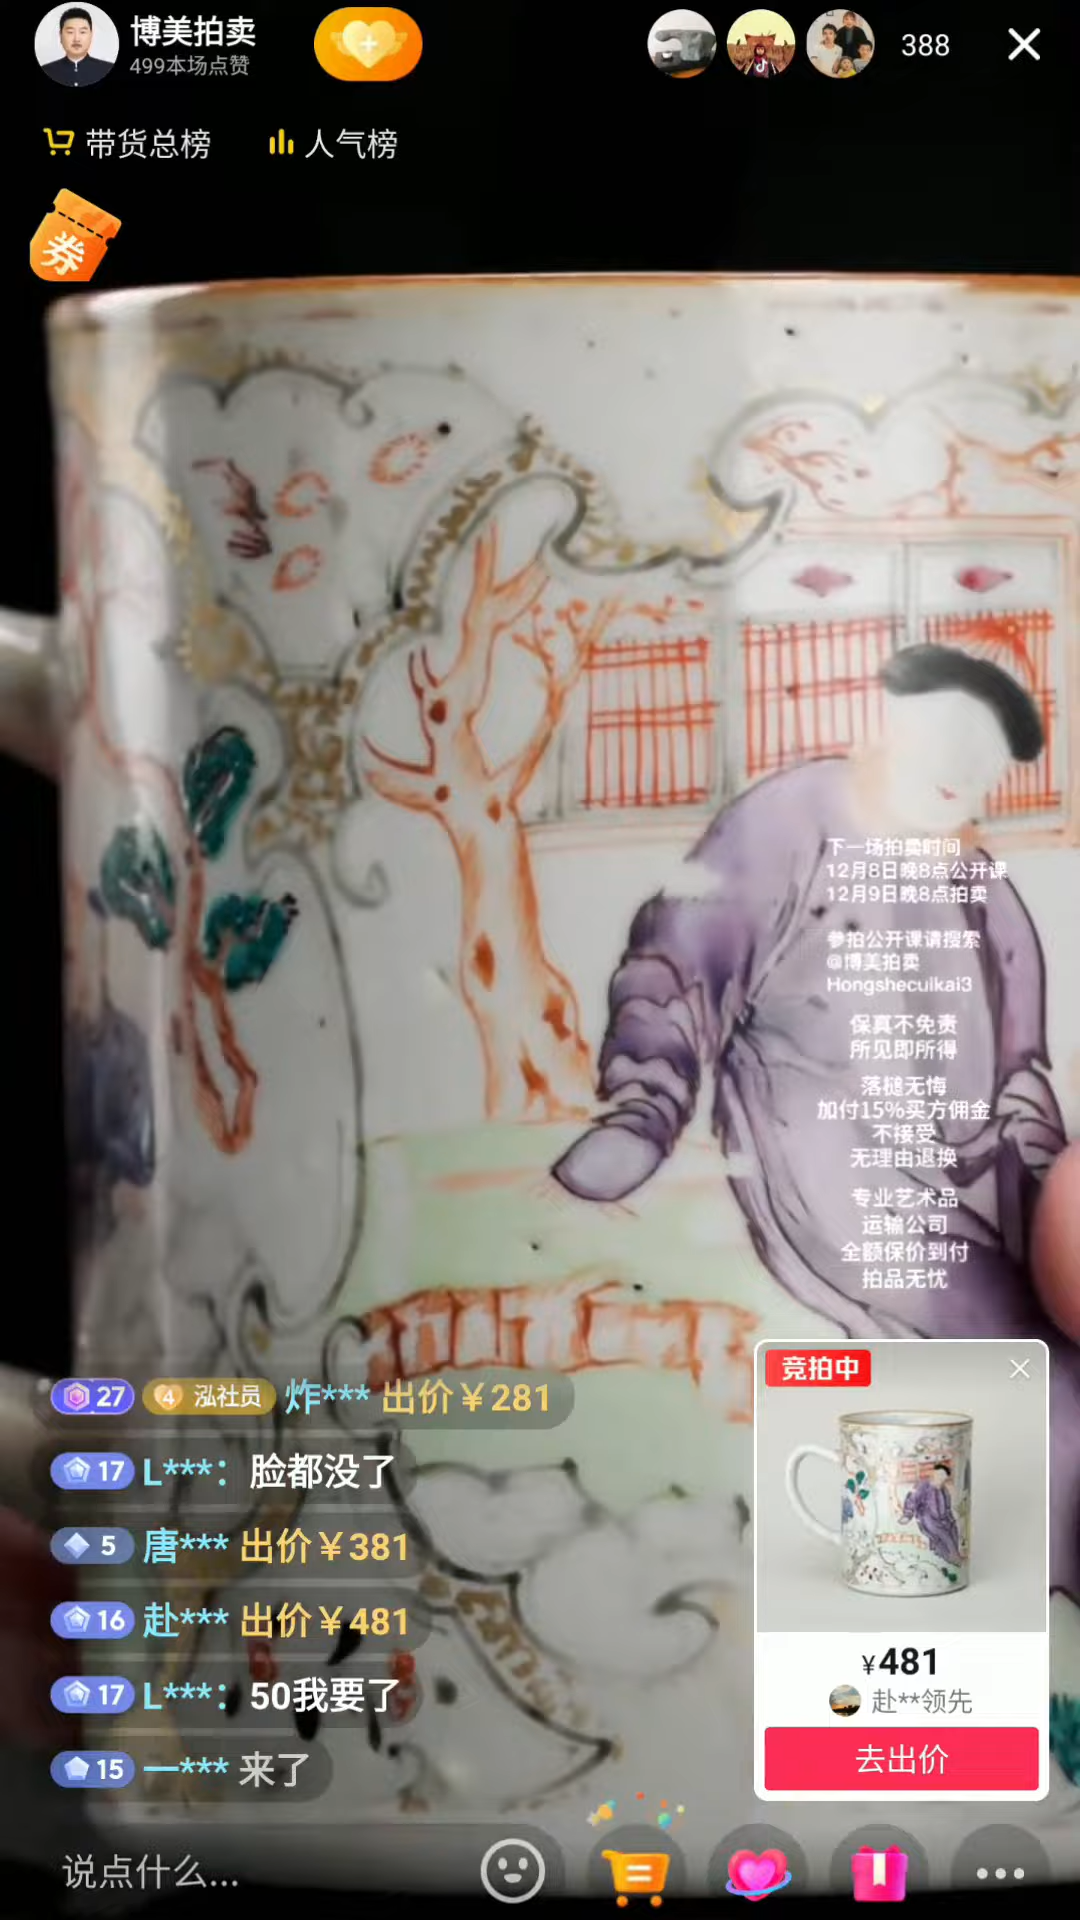 博美拍卖
499本场点赞
388
带货总榜
人气榜
券
下一场拍卖时间
12月8日晚8点公开课
12月9日晚8点拍卖
参拍公开课请搜索
@博美拍卖
Hongshecuikai3
保真不免责
所见即所得
落槌无悔
加付15%买方佣金
不接受
无理由退换
专业艺术品
运输公司
全额保价到付
拍品无忧
27 4 泓社员 炸*** 出价¥281
17 L***：脸都没了
5 唐*** 出价¥381
16 赴*** 出价¥481
17 L***：50我要了
15 一*** 来了
竞拍中
¥481
赴**领先
去出价
说点什么...